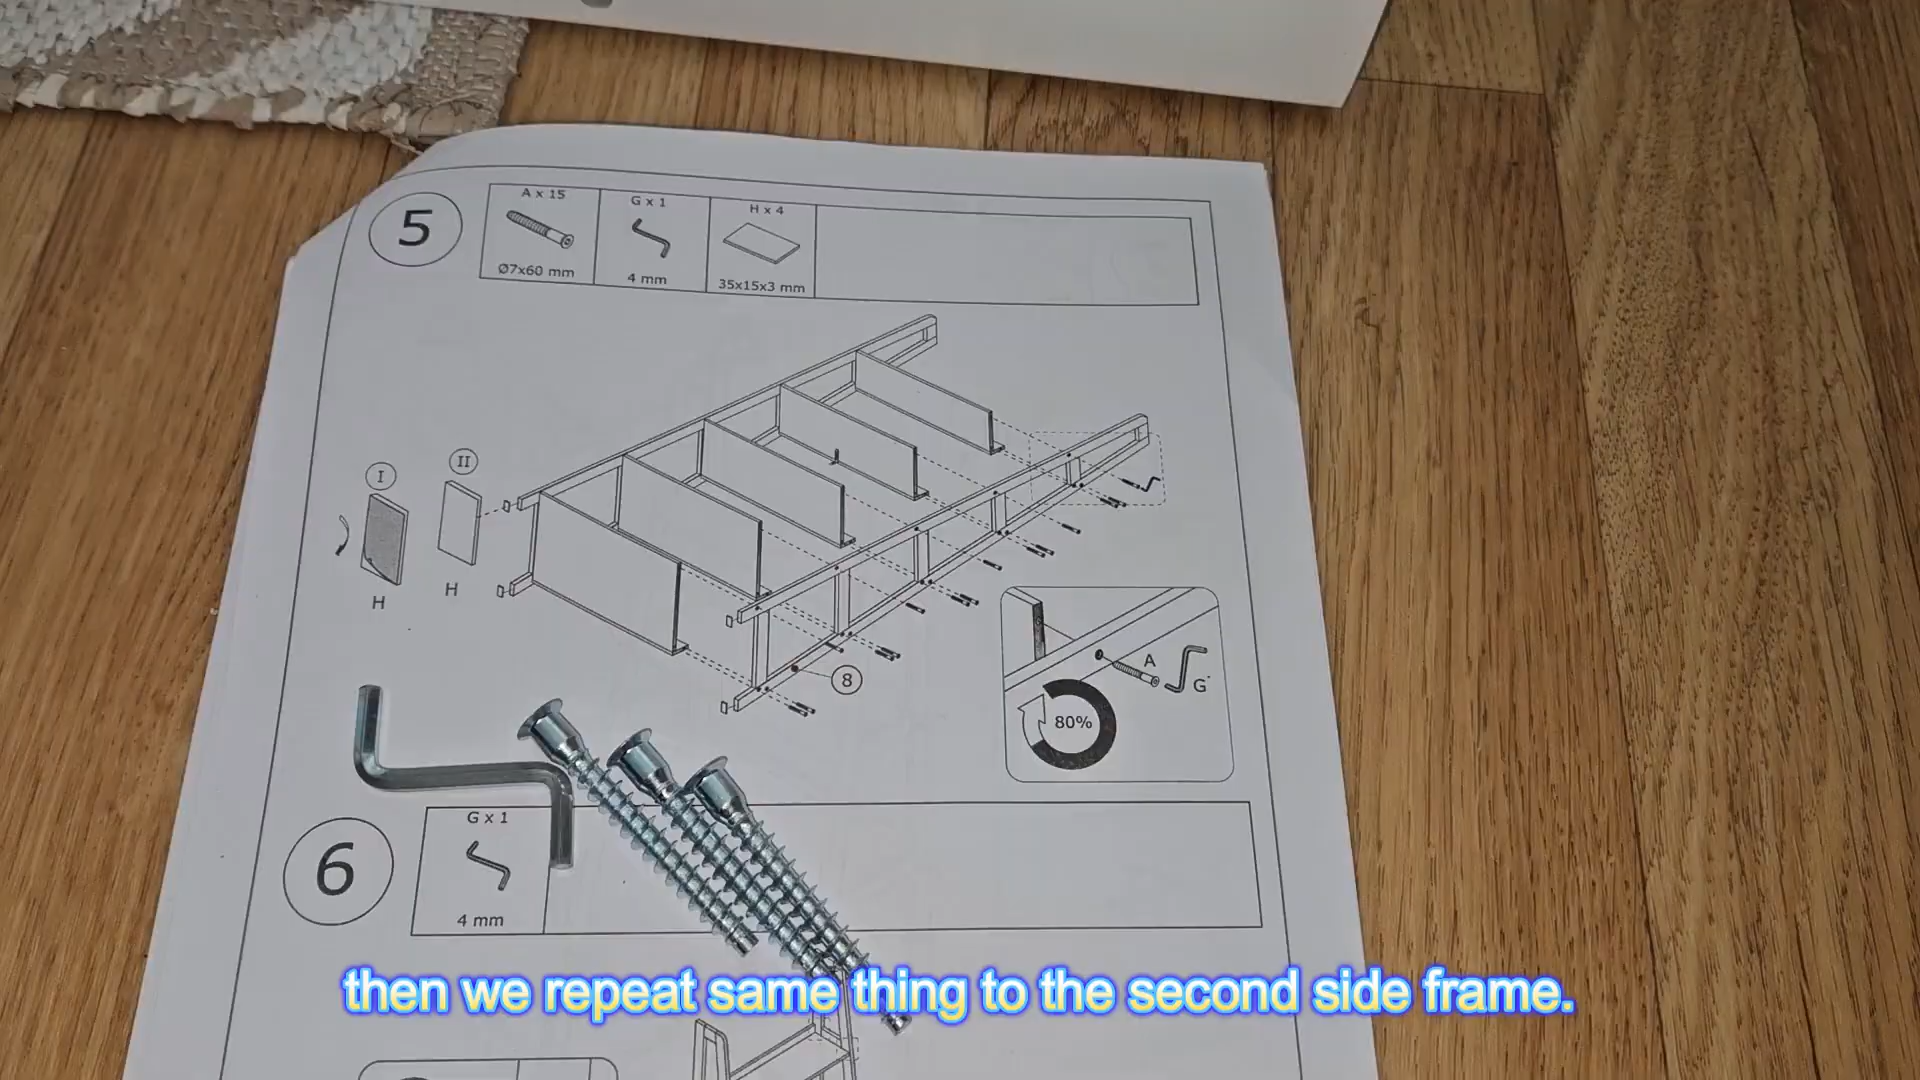 5
A x 15
Ø7x60 mm
G x 1
4 mm
H x 4
35x15x3 mm
I
II
H
H
8
A
G
80%
6
G x 1
4 mm
then we repeat same thing to the second side frame.